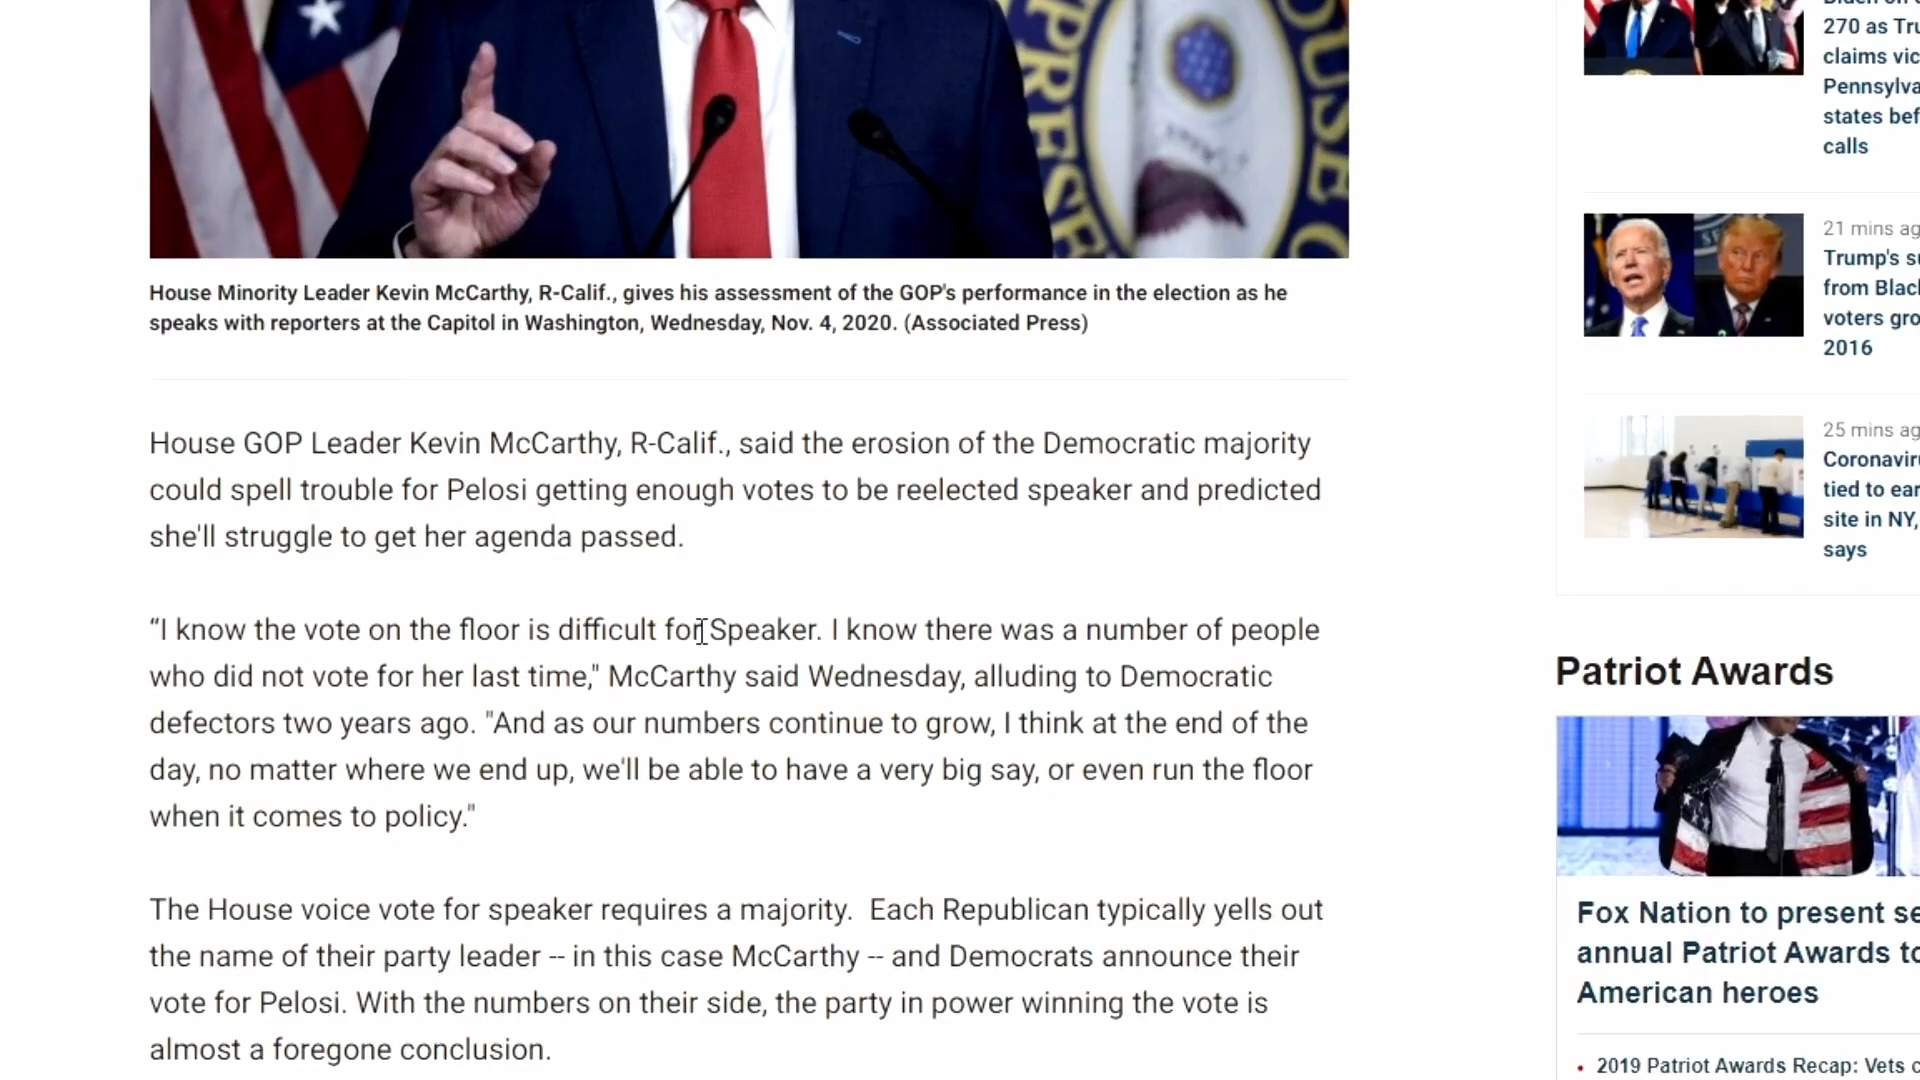 PRESE
OUSE O
House Minority Leader Kevin McCarthy, R-Calif., gives his assessment of the GOP's performance in the election as he
speaks with reporters at the Capitol in Washington, Wednesday, Nov. 4, 2020. (Associated Press)
House GOP Leader Kevin McCarthy, R-Calif., said the erosion of the Democratic majority
could spell trouble for Pelosi getting enough votes to be reelected speaker and predicted
she'll struggle to get her agenda passed.
“I know the vote on the floor is difficult for Speaker. I know there was a number of people
who did not vote for her last time," McCarthy said Wednesday, alluding to Democratic
defectors two years ago. "And as our numbers continue to grow, I think at the end of the
day, no matter where we end up, we'll be able to have a very big say, or even run the floor
when it comes to policy."
The House voice vote for speaker requires a majority.  Each Republican typically yells out
the name of their party leader -- in this case McCarthy -- and Democrats announce their
vote for Pelosi. With the numbers on their side, the party in power winning the vote is
almost a foregone conclusion.
270 as Tru
claims vic
Pennsylva
states bef
calls
21 mins ag
Trump's su
from Blac
voters gro
2016
25 mins ag
Coronavir
tied to ear
site in NY,
says
Patriot Awards
Fox Nation to present se
annual Patriot Awards to
American heroes
• 2019 Patriot Awards Recap: Vets c